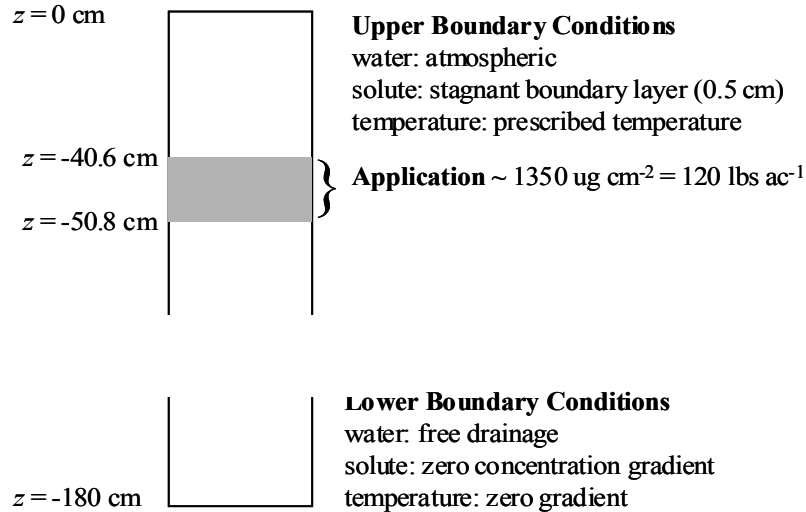 z = 0 cm
Upper Boundary Conditions
water: atmospheric
solute: stagnant boundary layer (0.5 cm)
temperature: prescribed temperature
z = -40.6 cm
Application ~ 1350 ug cm-2 = 120 lbs ac-1
z = -50.8 cm
Lower Boundary Conditions
water: free drainage
solute: zero concentration gradient
temperature: zero gradient
z = -180 cm